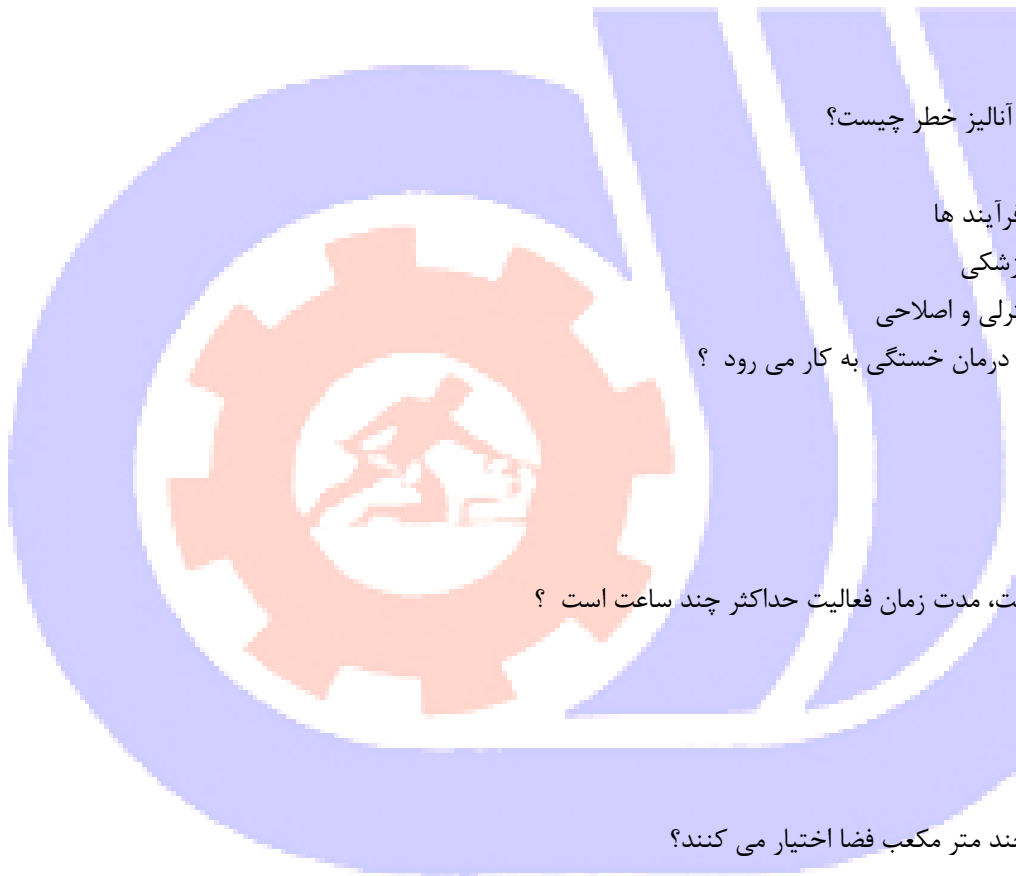 آنالیز خطر چیست؟
فرآیند ها
زشکی
ترلی و اصلاحی
درمان خستگی به کار می رود ؟
ت، مدت زمان فعالیت حداکثر چند ساعت است ؟
چند متر مکعب فضا اختیار می کنند؟